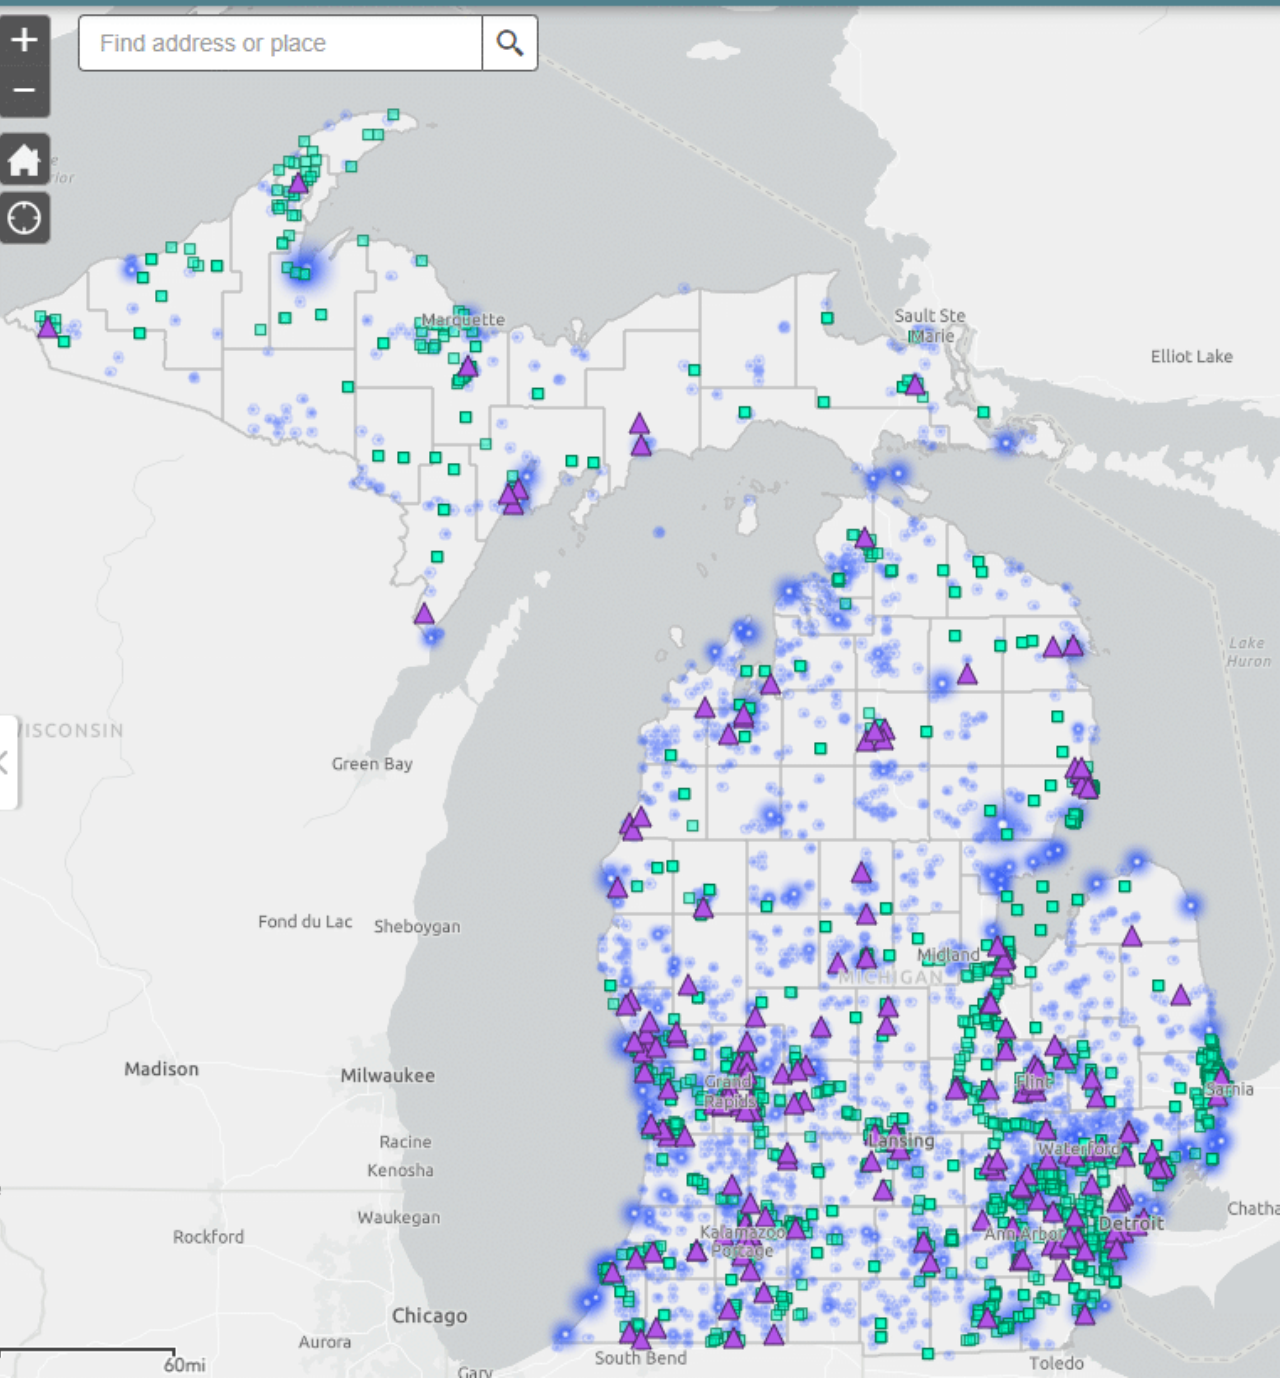 +
Find address or place
−
Marquette
Sault Ste
Marie
Elliot Lake
Lake
Huron
WISCONSIN
Green Bay
Fond du Lac
Sheboygan
Midland
MICHIGAN
Madison
Milwaukee
Grand
Rapids
Flint
Sarnia
Racine
Lansing
Waterford
Kenosha
Waukegan
Rockford
Kalamazoo
Portage
Ann Arbor
Detroit
Chatha
Chicago
Aurora
South Bend
Toledo
60mi
Gary